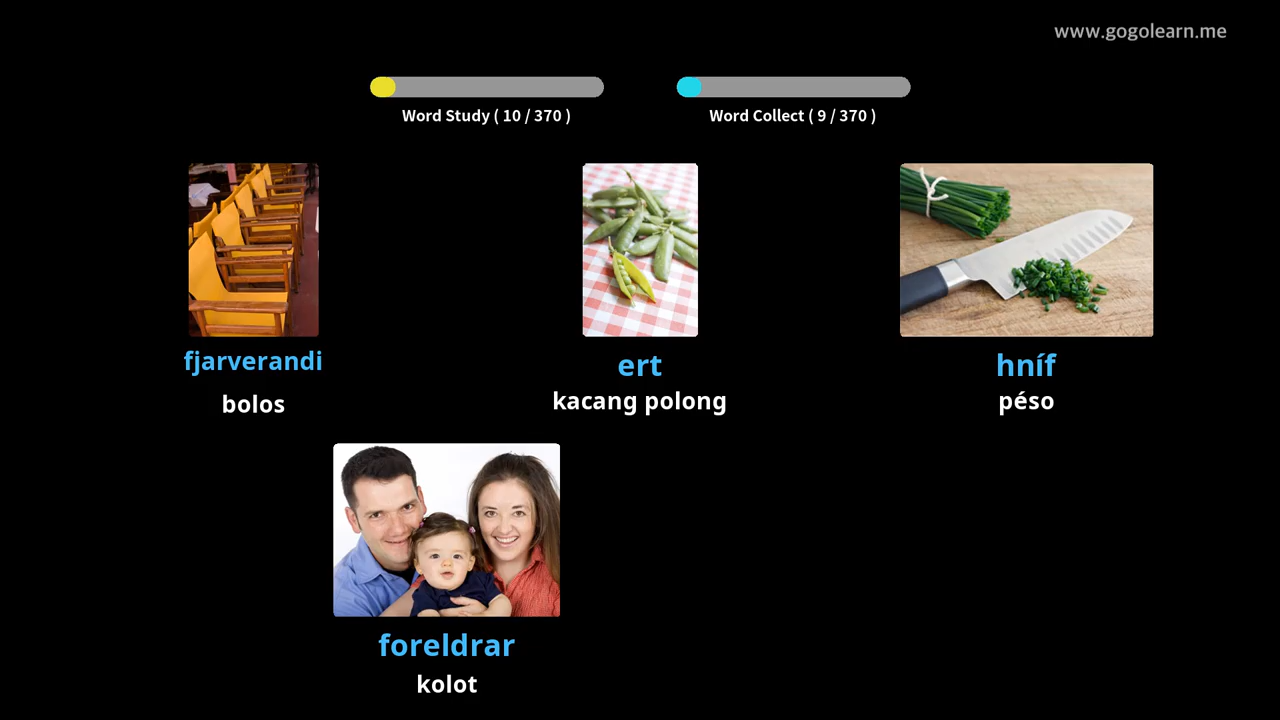 www.gogolearn.me
Word Study ( 10 / 370 )
Word Collect ( 9 / 370 )
fjarverandi
bolos
ert
kacang polong
hníf
péso
foreldrar
kolot